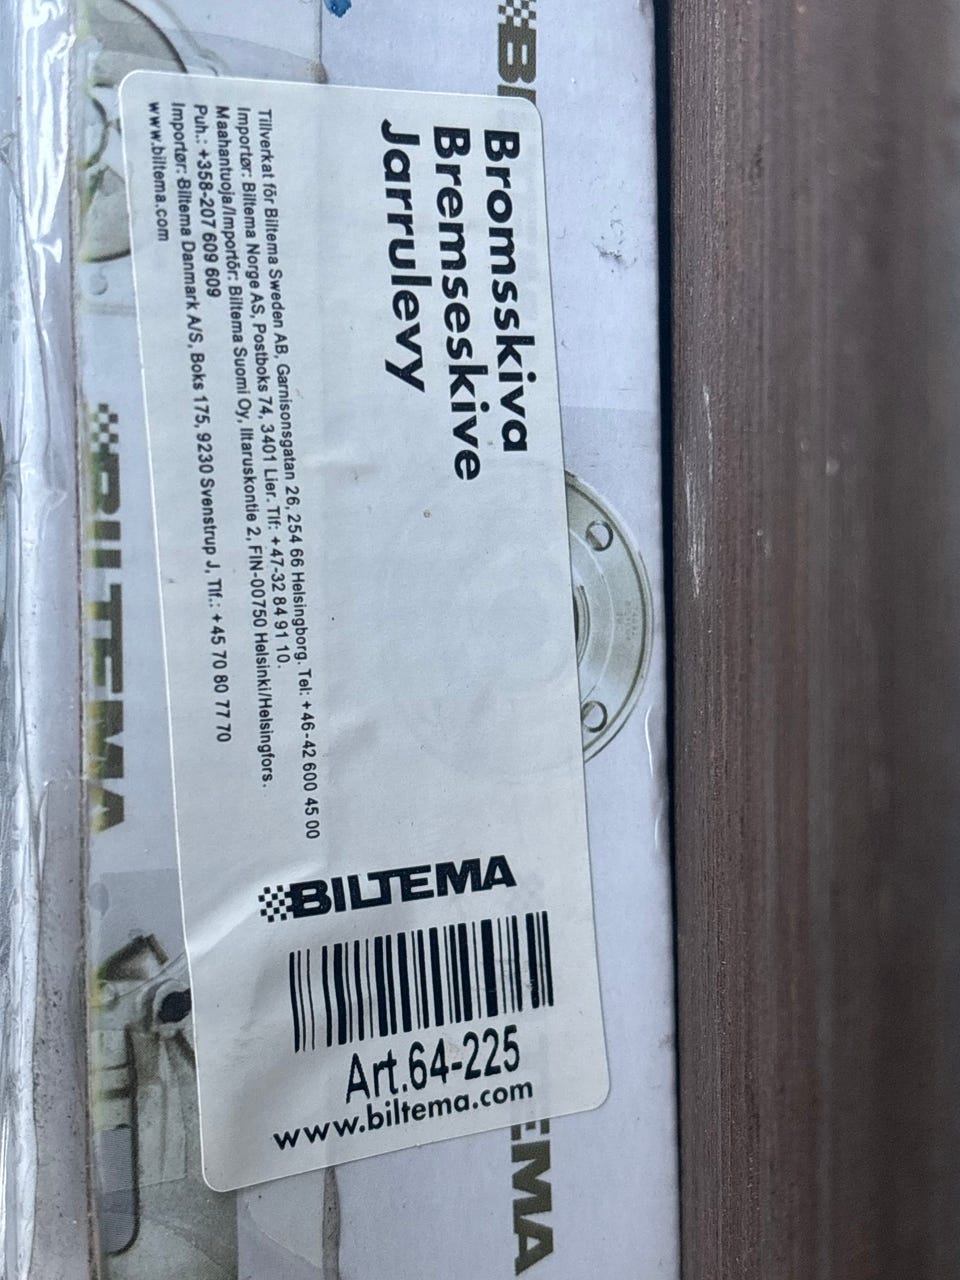 Bromsskiva
Bremseskive
Jarrulevy
Tillverkat för Biltema Sweden AB, Garnisonsgatan 26, 254 66 Helsingborg. Tel: +46-42 600 45 00
Importør: Biltema Norge AS, Postboks 74, 3401 Lier. Tlf: +47-32 84 91 10.
Maahantuoja/Importör: Biltema Suomi Oy, Iltaruskontie 2, FIN-00750 Helsinki/Helsingfors.
Puh.: +358-207 609 609
Importør: Biltema Danmark A/S, Boks 175, 9230 Svenstrup J, Tlf.: +45 70 80 77 70
www.biltema.com
BILTEMA
Art.64-225
www.biltema.com
BILTEMA
EMA